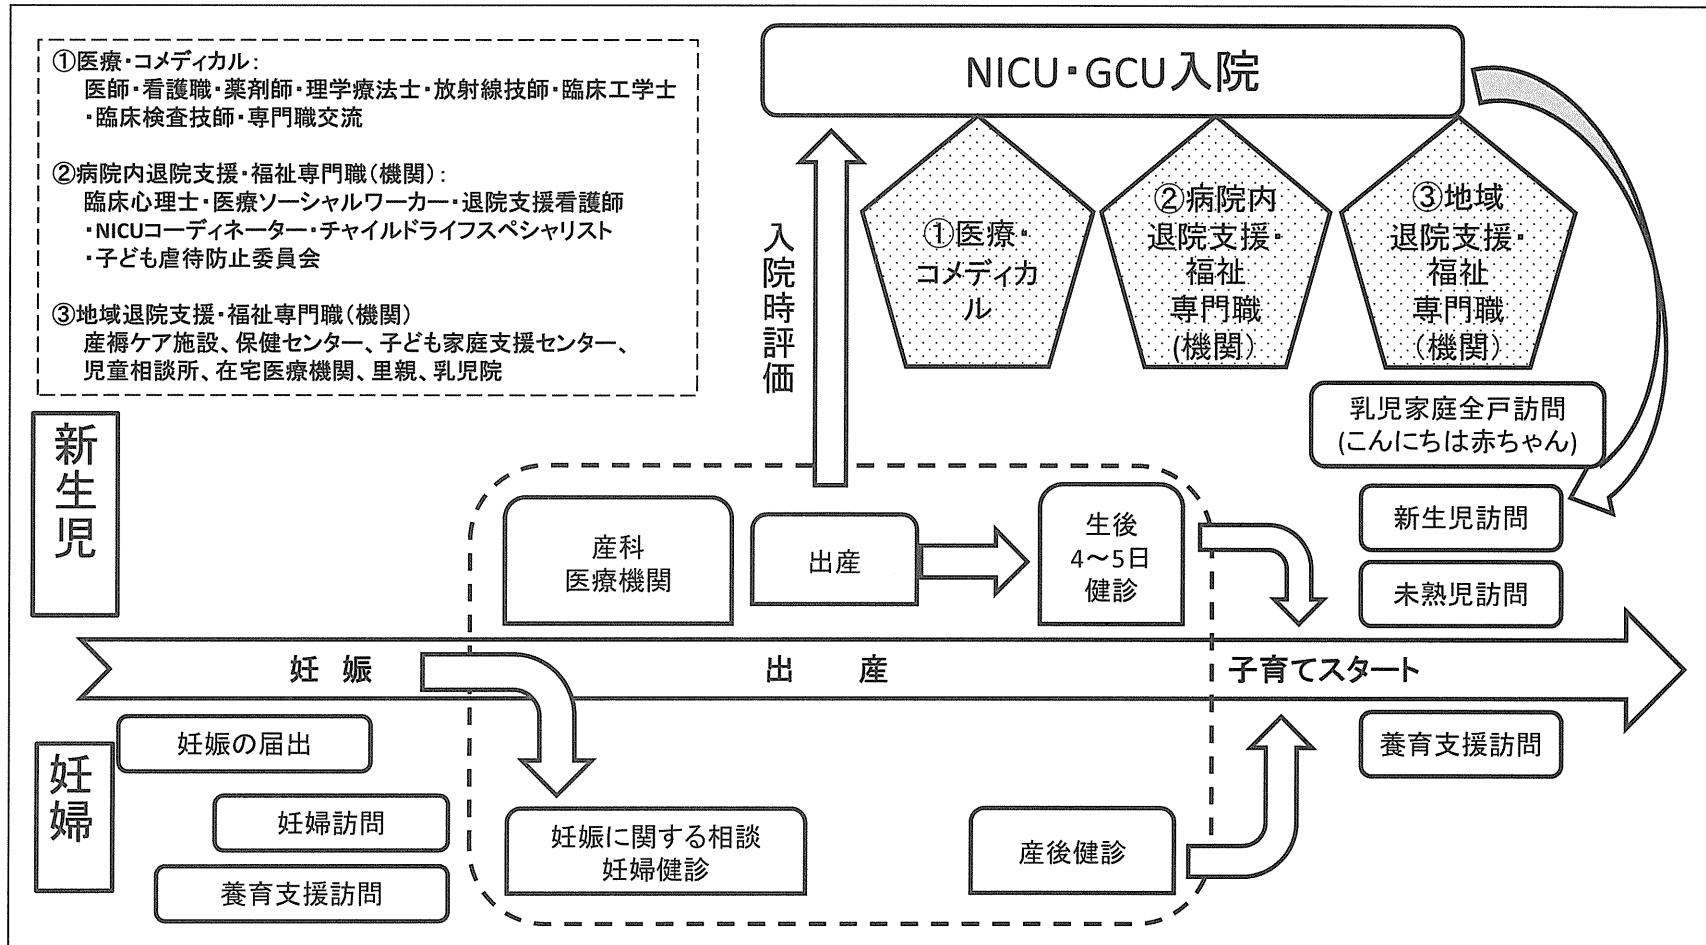 ①医療・コメディカル：
医師・看護職・薬剤師・理学療法士・放射線技師・臨床工学士
・臨床検査技師・専門職交流
②病院内退院支援・福祉専門職（機関）：
臨床心理士・医療ソーシャルワーカー・退院支援看護師
・NICUコーディネーター・チャイルドライフスペシャリスト
・子ども虐待防止委員会
③地域退院支援・福祉専門職（機関）
産褥ケア施設、保健センター、子ども家庭支援センター、
児童相談所、在宅医療機関、里親、乳児院
NICU・GCU入院
入院時評価
①医療・
コメディカ
ル
②病院内
退院支援・
福祉
専門職
(機関）
③地域
退院支援・
福祉
専門職
（機関）
乳児家庭全戸訪問
(こんにちは赤ちゃん)
新生児
産科
医療機関
出産
生後
4～5日
健診
新生児訪問
未熟児訪問
妊 娠
出 産
子育てスタート
妊婦
妊娠の届出
妊婦訪問
養育支援訪問
妊娠に関する相談
妊婦健診
産後健診
養育支援訪問